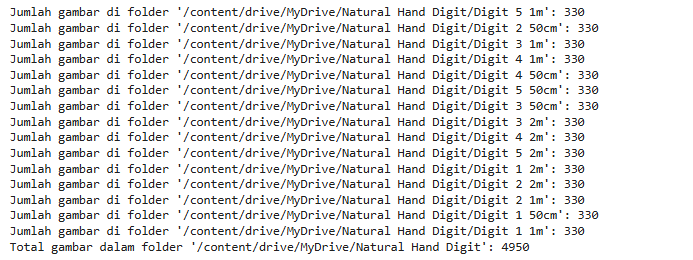 Jumlah gambar di folder '/content/drive/MyDrive/Natural Hand Digit/Digit 5 1m': 330
Jumlah gambar di folder '/content/drive/MyDrive/Natural Hand Digit/Digit 2 50cm': 330
Jumlah gambar di folder '/content/drive/MyDrive/Natural Hand Digit/Digit 3 1m': 330
Jumlah gambar di folder '/content/drive/MyDrive/Natural Hand Digit/Digit 4 1m': 330
Jumlah gambar di folder '/content/drive/MyDrive/Natural Hand Digit/Digit 4 50cm': 330
Jumlah gambar di folder '/content/drive/MyDrive/Natural Hand Digit/Digit 5 50cm': 330
Jumlah gambar di folder '/content/drive/MyDrive/Natural Hand Digit/Digit 3 50cm': 330
Jumlah gambar di folder '/content/drive/MyDrive/Natural Hand Digit/Digit 3 2m': 330
Jumlah gambar di folder '/content/drive/MyDrive/Natural Hand Digit/Digit 4 2m': 330
Jumlah gambar di folder '/content/drive/MyDrive/Natural Hand Digit/Digit 5 2m': 330
Jumlah gambar di folder '/content/drive/MyDrive/Natural Hand Digit/Digit 1 2m': 330
Jumlah gambar di folder '/content/drive/MyDrive/Natural Hand Digit/Digit 2 2m': 330
Jumlah gambar di folder '/content/drive/MyDrive/Natural Hand Digit/Digit 2 1m': 330
Jumlah gambar di folder '/content/drive/MyDrive/Natural Hand Digit/Digit 1 50cm': 330
Jumlah gambar di folder '/content/drive/MyDrive/Natural Hand Digit/Digit 1 1m': 330
Total gambar dalam folder '/content/drive/MyDrive/Natural Hand Digit': 4950